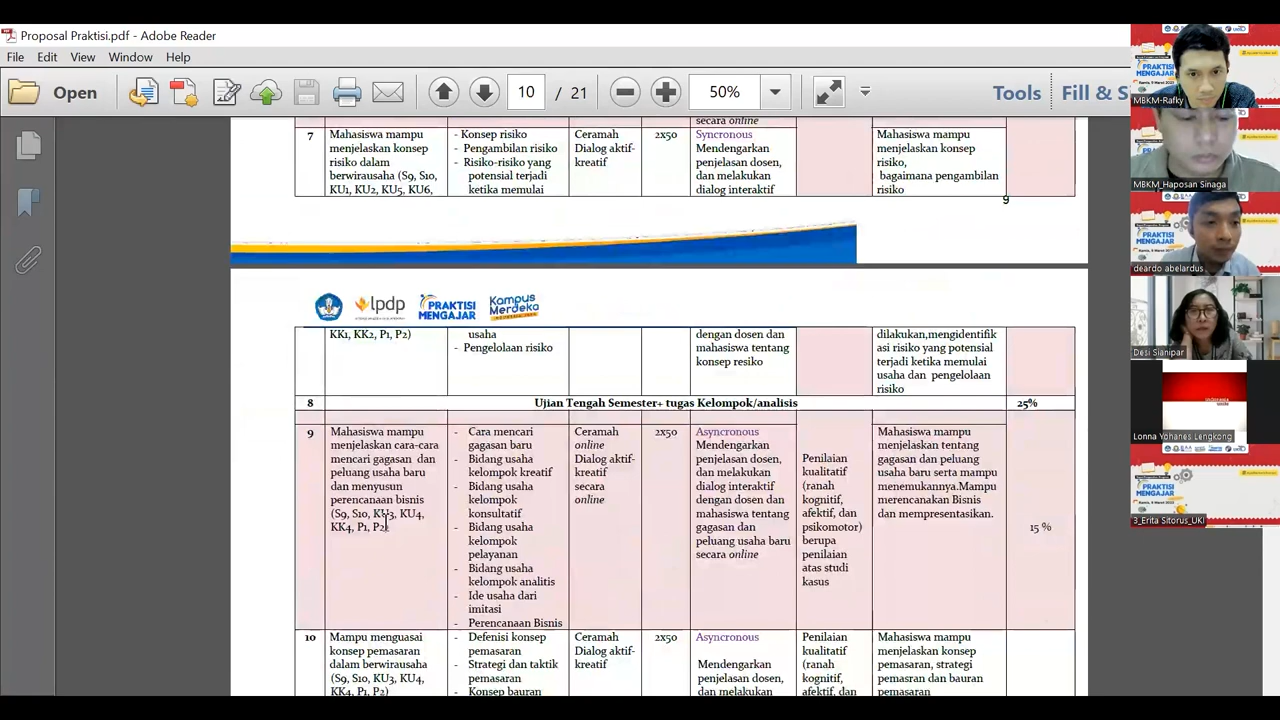 Proposal Praktisi.pdf - Adobe Reader
File Edit View Window Help
Open
10 / 21
50%
Tools
Fill & Si
secara online
7
Mahasiswa mampu
menjelaskan konsep
risiko dalam
berwirausaha (S9, S10,
KU1, KU2, KU5, KU6,
- Konsep risiko
- Pengambilan risiko
- Risiko-risiko yang
potensial terjadi
ketika memulai
Ceramah
Dialog aktif-
kreatif
2X50
Syncronous
Mendengarkan
penjelasan dosen,
dan melakukan
dialog interaktif
Mahasiswa mampu
menjelaskan konsep
risiko,
bagaimana pengambilan
risiko
9
lpdp
PRAKTISI
MENGAJAR
Kampus
Merdeka
KK1, KK2, P1, P2)
usaha
- Pengelolaan risiko
dengan dosen dan
mahasiswa tentang
konsep resiko
dilakukan,mengidentifik
asi risiko yang potensial
terjadi ketika memulai
usaha dan pengelolaan
risiko
8
Ujian Tengah Semester+ tugas Kelompok/analisis
25%
9
Mahasiswa mampu
menjelaskan cara-cara
mencari gagasan dan
peluang usaha baru
dan menyusun
perencanaan bisnis
(S9, S10, KU3, KU4,
KK4, P1, P2)
- Cara mencari
gagasan baru
- Bidang usaha
kelompok kreatif
- Bidang usaha
kelompok
konsultatif
- Bidang usaha
kelompok
pelayanan
- Bidang usaha
kelompok analitis
- Ide usaha dari
imitasi
- Perencanaan Bisnis
Ceramah
online
Dialog aktif-
kreatif
secara
online
2X50
Asyncronous
Mendengarkan
penjelasan dosen,
dan melakukan
dialog interaktif
dengan dosen dan
mahasiswa tentang
gagasan dan
peluang usaha baru
secara online
Penilaian
kualitatif
(ranah
kognitif,
afektif, dan
psikomotor)
berupa
penilaian
atas studi
kasus
Mahasiswa mampu
menjelaskan tentang
gagasan dan peluang
usaha baru serta mampu
menemukannya.Mampu
merencanakan Bisnis
dan mempresentasikan.
15 %
10
Mampu menguasai
konsep pemasaran
dalam berwirausaha
(S9, S10, KU3, KU4,
KK4, P1, P2)
- Defenisi konsep
pemasaran
- Strategi dan taktik
pemasaran
- Konsep bauran
Ceramah
Dialog aktif-
kreatif
2X50
Asyncronous
Mendengarkan
penjelasan dosen,
dan melakukan
Penilaian
kualitatif
(ranah
kognitif,
afektif, dan
Mahasiswa mampu
menjelaskan konsep
pemasaran, strategi
pemasran dan bauran
pemasaran
PRAKTISI
MENGAJAR
MBKM-Rafky
MBKM_Haposan Sinaga
PRAKTISI
MENGAJAR
deardo abelardus
Desi Sianipar
Lonna Yohanes Lengkong
PRAKTISI
MENGAJAR
3_Erita Sitorus_UKI